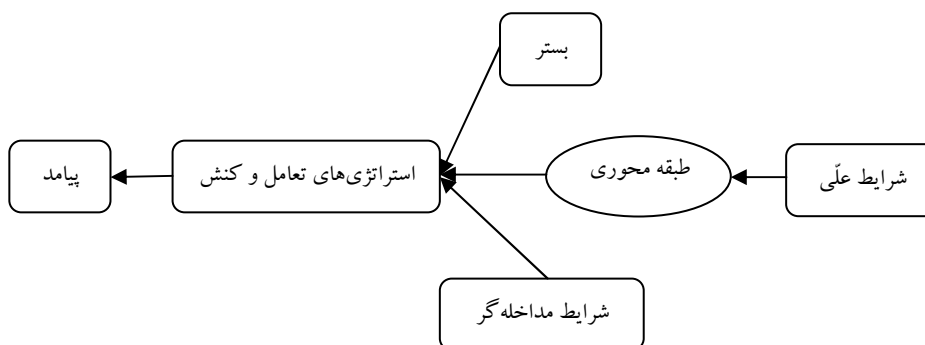 بستر
شرایط علّی
طبقه محوری
استراتژی‌های تعامل و کنش
پیامد
شرایط مداخله‌گر